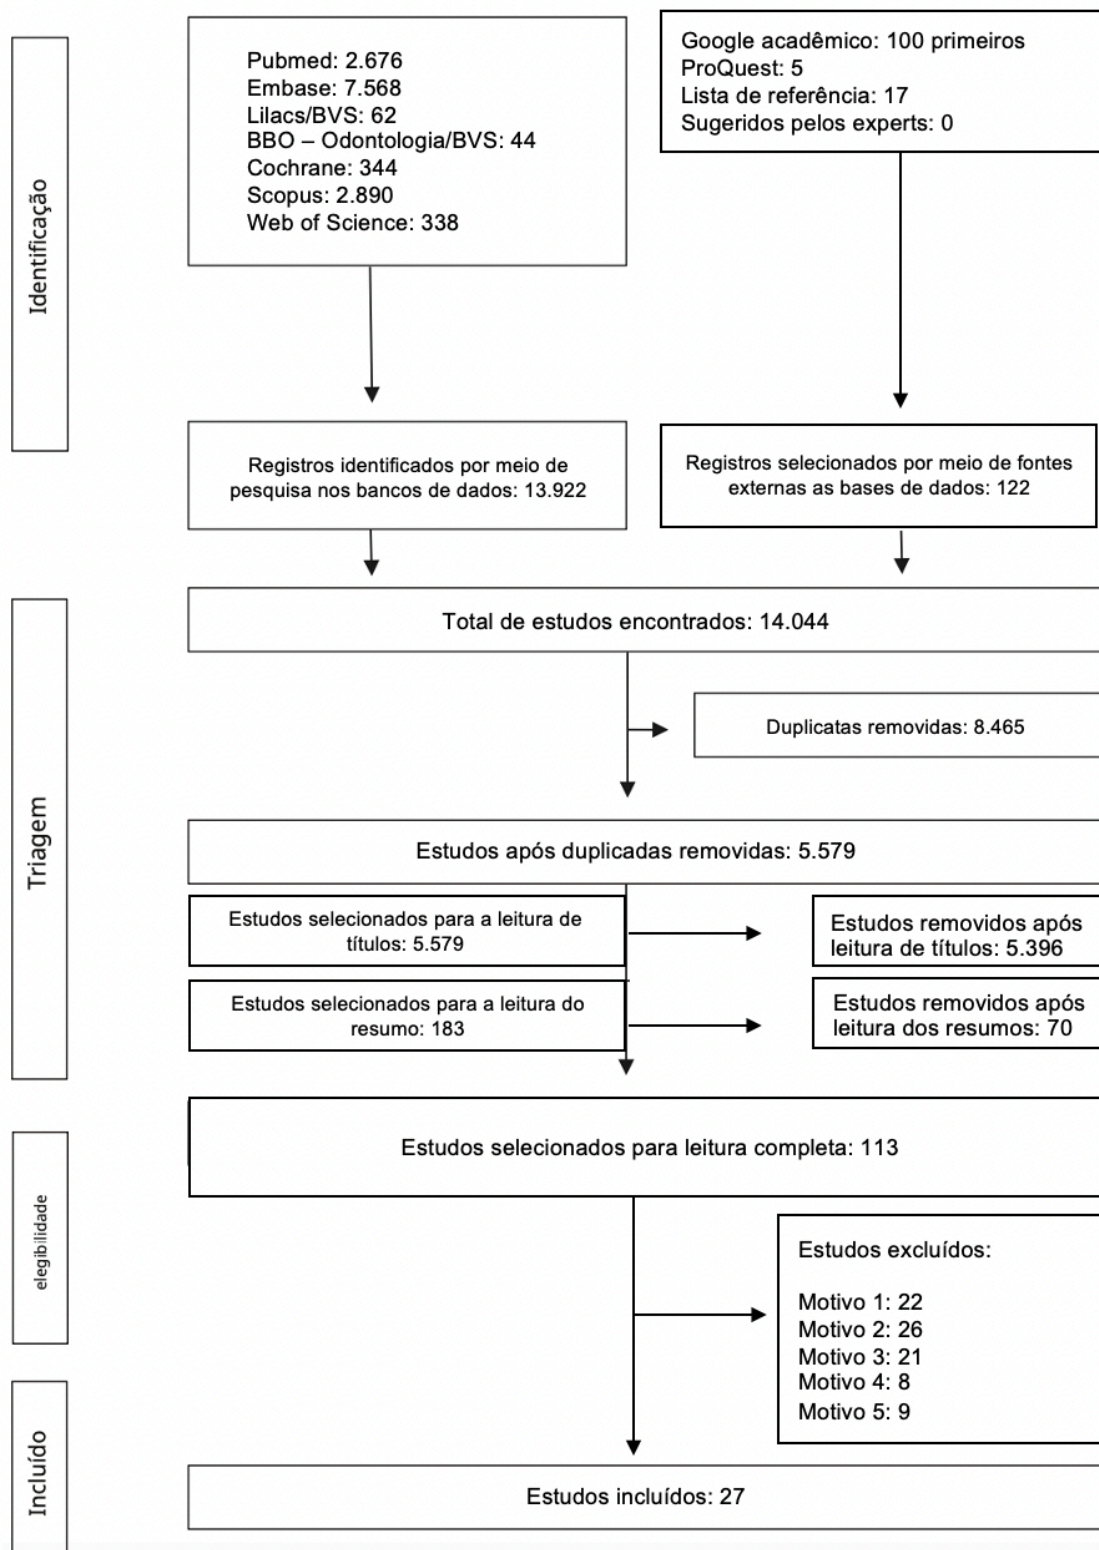 Identificação
Pubmed: 2.676
Embase: 7.568
Lilacs/BVS: 62
BBO – Odontologia/BVS: 44
Cochrane: 344
Scopus: 2.890
Web of Science: 338
Google acadêmico: 100 primeiros
ProQuest: 5
Lista de referência: 17
Sugeridos pelos experts: 0
Registros identificados por meio de
pesquisa nos bancos de dados: 13.922
Registros selecionados por meio de fontes
externas as bases de dados: 122
Triagem
Total de estudos encontrados: 14.044
Duplicatas removidas: 8.465
Estudos após duplicadas removidas: 5.579
Estudos selecionados para a leitura de
títulos: 5.579
Estudos removidos após
leitura de títulos: 5.396
Estudos selecionados para a leitura do
resumo: 183
Estudos removidos após
leitura dos resumos: 70
elegibilidade
Estudos selecionados para leitura completa: 113
Estudos excluídos:
Motivo 1: 22
Motivo 2: 26
Motivo 3: 21
Motivo 4: 8
Motivo 5: 9
Incluído
Estudos incluídos: 27